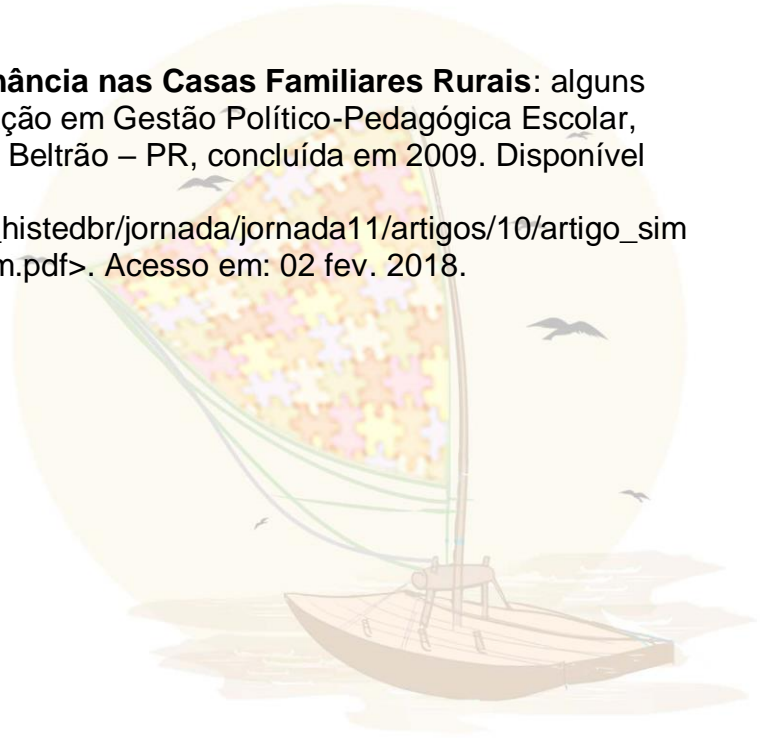 nância nas Casas Familiares Rurais: alguns
ção em Gestão Político-Pedagógica Escolar,
Beltrão – PR, concluída em 2009. Disponível
histedbr/jornada/jornada11/artigos/10/artigo_sim
m.pdf>. Acesso em: 02 fev. 2018.